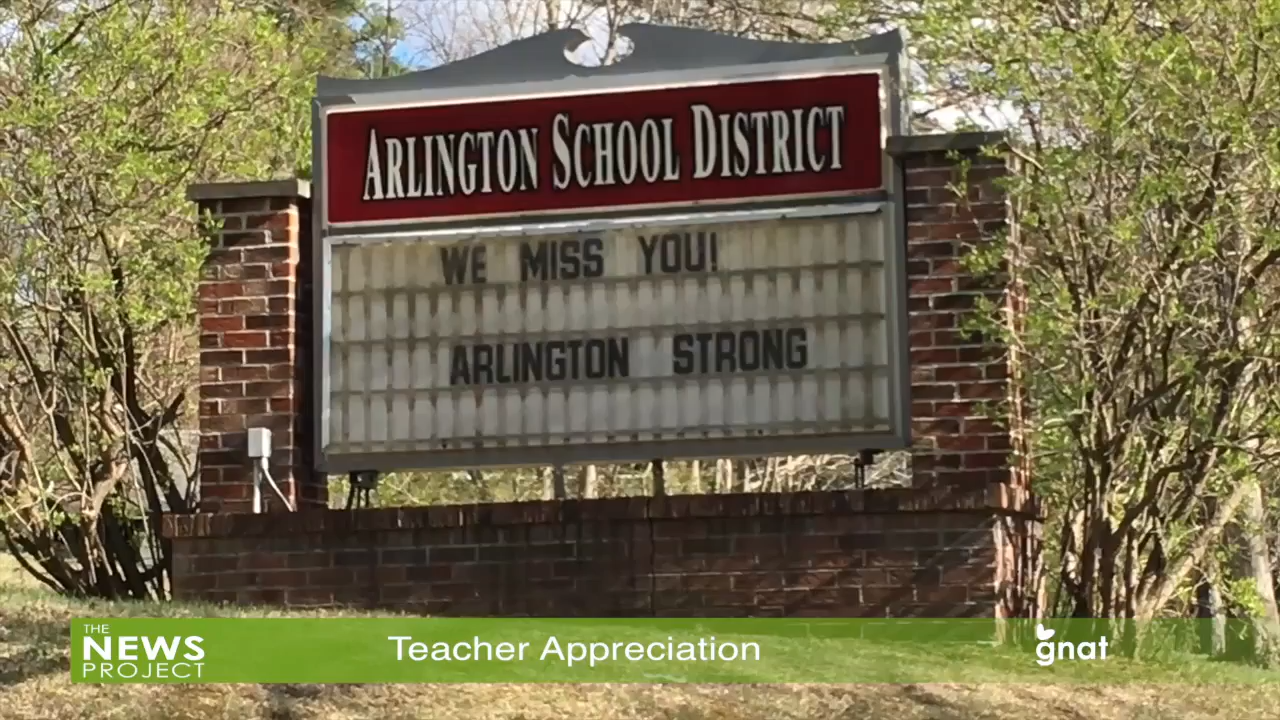 ARLINGTON SCHOOL DISTRICT
WE MISS YOU!
ARLINGTON STRONG
THE
NEWS
PROJECT
Teacher Appreciation
gnat